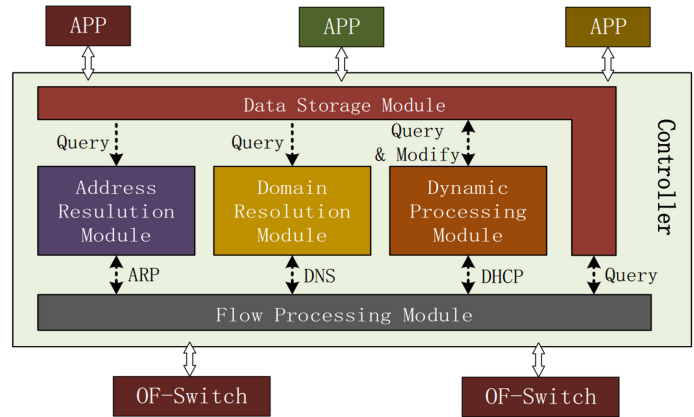 APP
APP
APP
Data Storage Module
Controller
Query
Query
Query
& Modify
Address
Resulution
Module
Domain
Resolution
Module
Dynamic
Processing
Module
ARP
DNS
DHCP
Query
Flow Processing Module
OF-Switch
OF-Switch